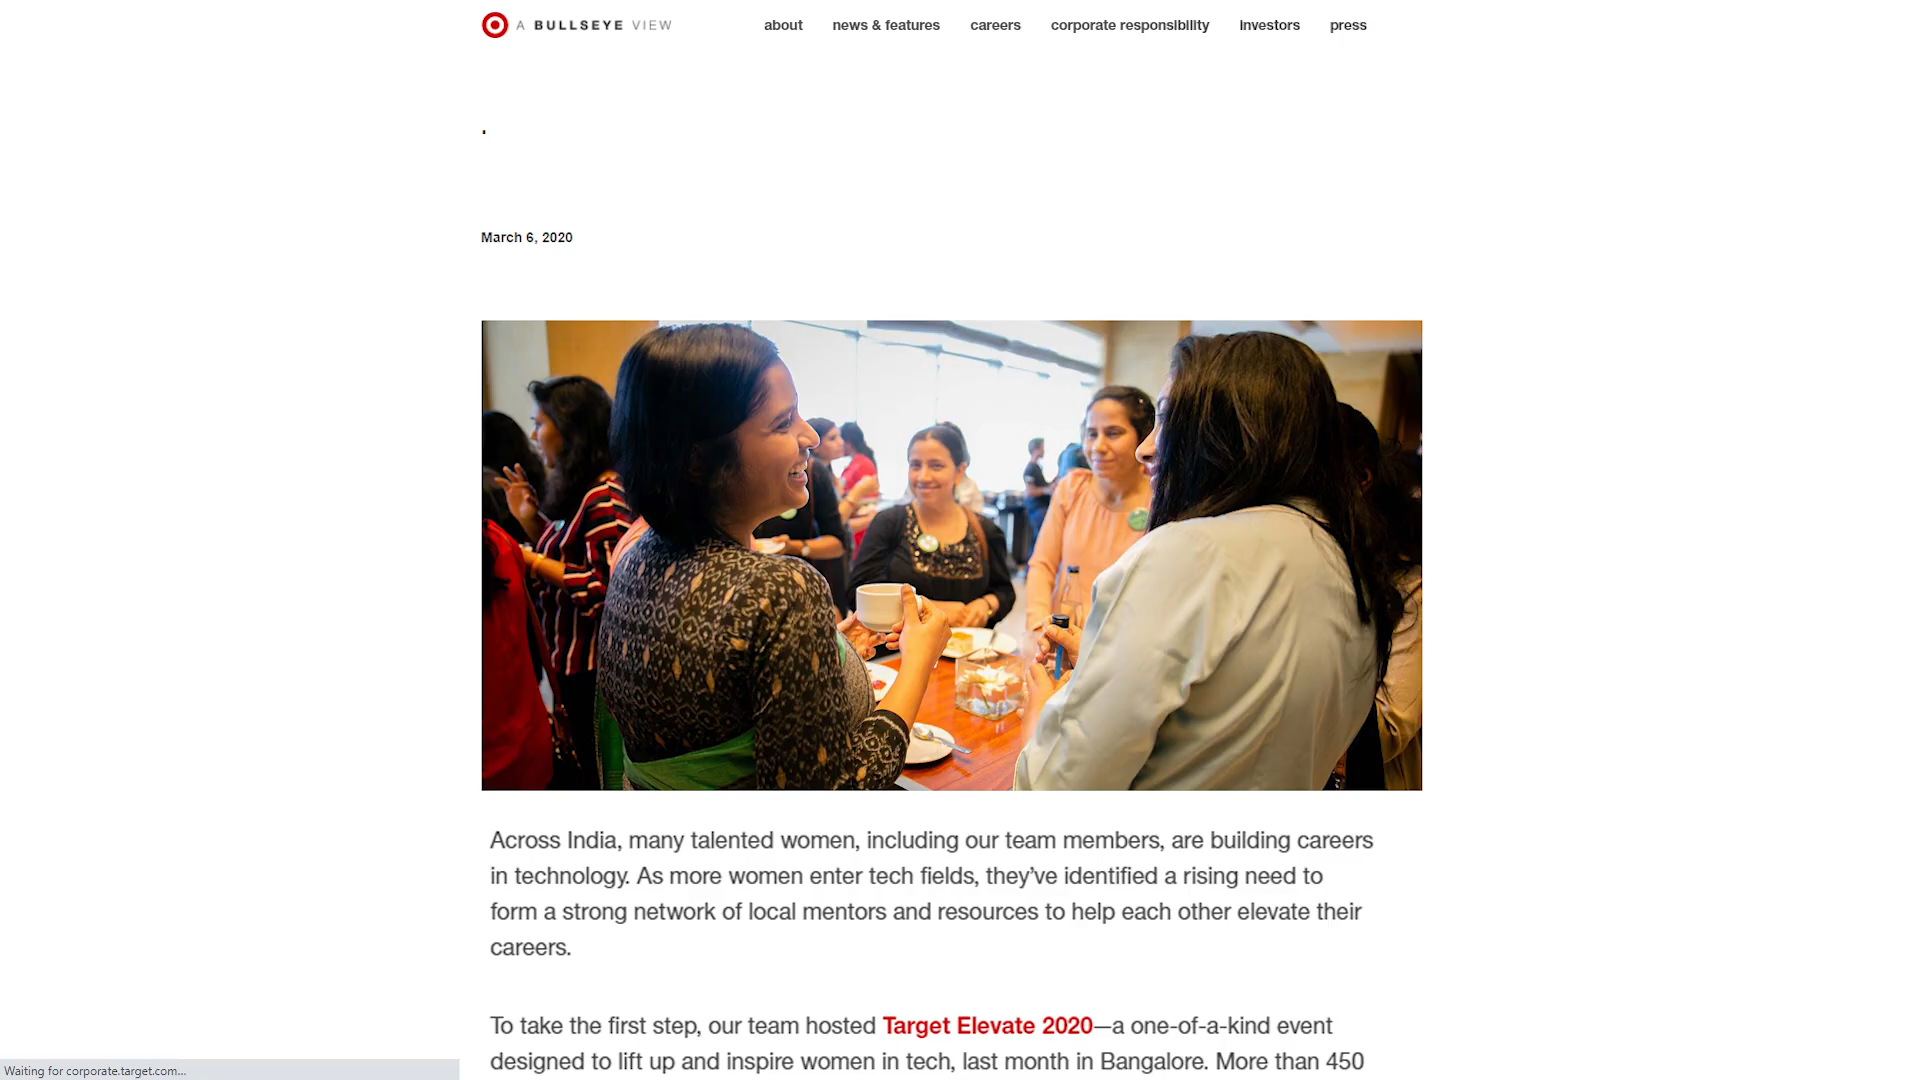 A BULLSEYE VIEW
about
news & features
careers
corporate responsibility
investors
press
March 6, 2020
Across India, many talented women, including our team members, are building careers
in technology. As more women enter tech fields, they’ve identified a rising need to
form a strong network of local mentors and resources to help each other elevate their
careers.
To take the first step, our team hosted Target Elevate 2020—a one-of-a-kind event
designed to lift up and inspire women in tech, last month in Bangalore. More than 450
Waiting for corporate.target.com...